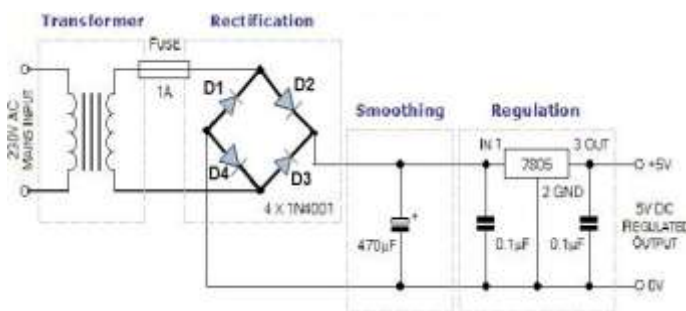 Transformer
Rectification
FUSE
1A
D1
D2
D4
D3
4 X 1N4001
230V AC
MAINS INPUT
Smoothing
Regulation
IN 1
7805
3 OUT
2 GND
+5V
470µF
+
0.1µF
0.1µF
5V DC
REGULATED
OUTPUT
0V